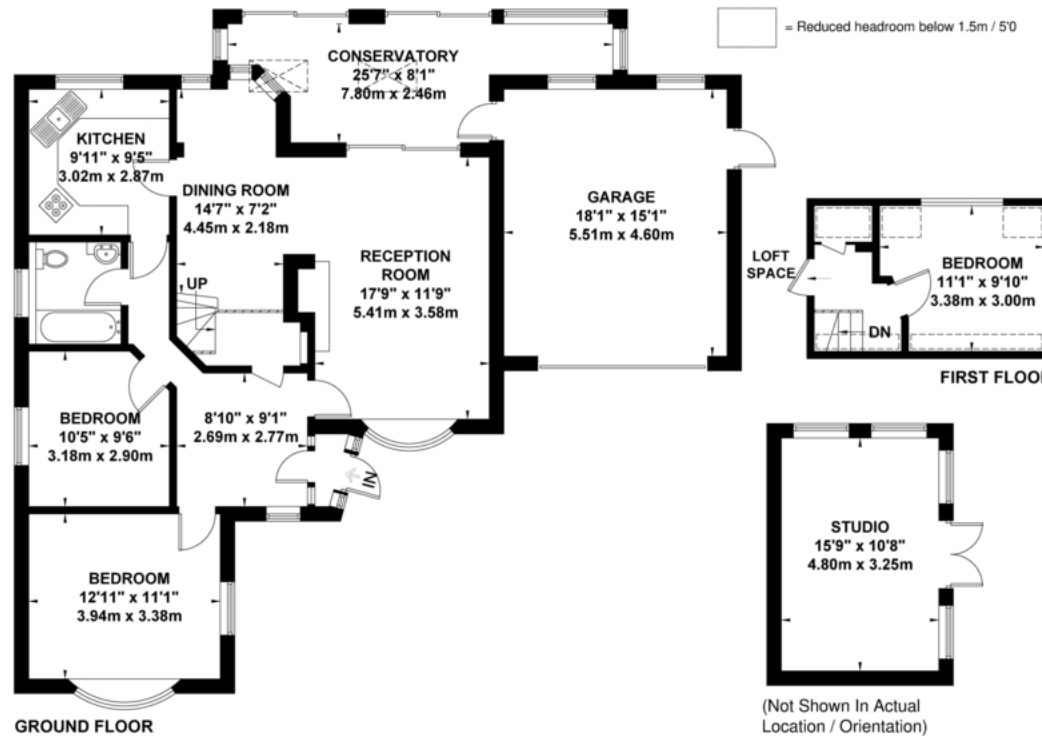 = Reduced headroom below 1.5m / 5'0
CONSERVATORY
25'7" x 8'1"
7.80m x 2.46m
KITCHEN
9'11" x 9'5"
3.02m x 2.87m
DINING ROOM
14'7" x 7'2"
4.45m x 2.18m
GARAGE
18'1" x 15'1"
5.51m x 4.60m
RECEPTION
ROOM
17'9" x 11'9"
5.41m x 3.58m
UP
LOFT
SPACE
BEDROOM
11'1" x 9'10"
3.38m x 3.00m
DN
FIRST FLOOR
BEDROOM
10'5" x 9'6"
3.18m x 2.90m
8'10" x 9'1"
2.69m x 2.77m
IN
STUDIO
15'9" x 10'8"
4.80m x 3.25m
BEDROOM
12'11" x 11'1"
3.94m x 3.38m
(Not Shown In Actual
Location / Orientation)
GROUND FLOOR